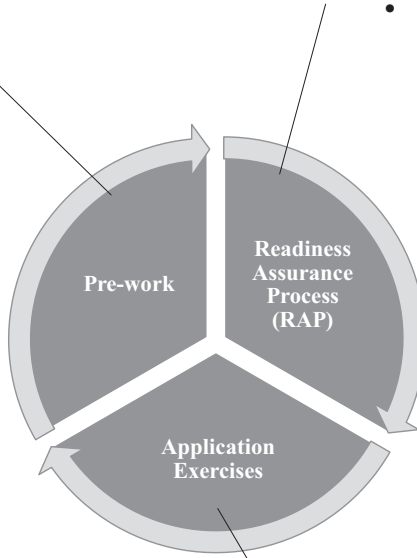 Pre-work
Readiness
Assurance
Process
(RAP)
Application
Exercises